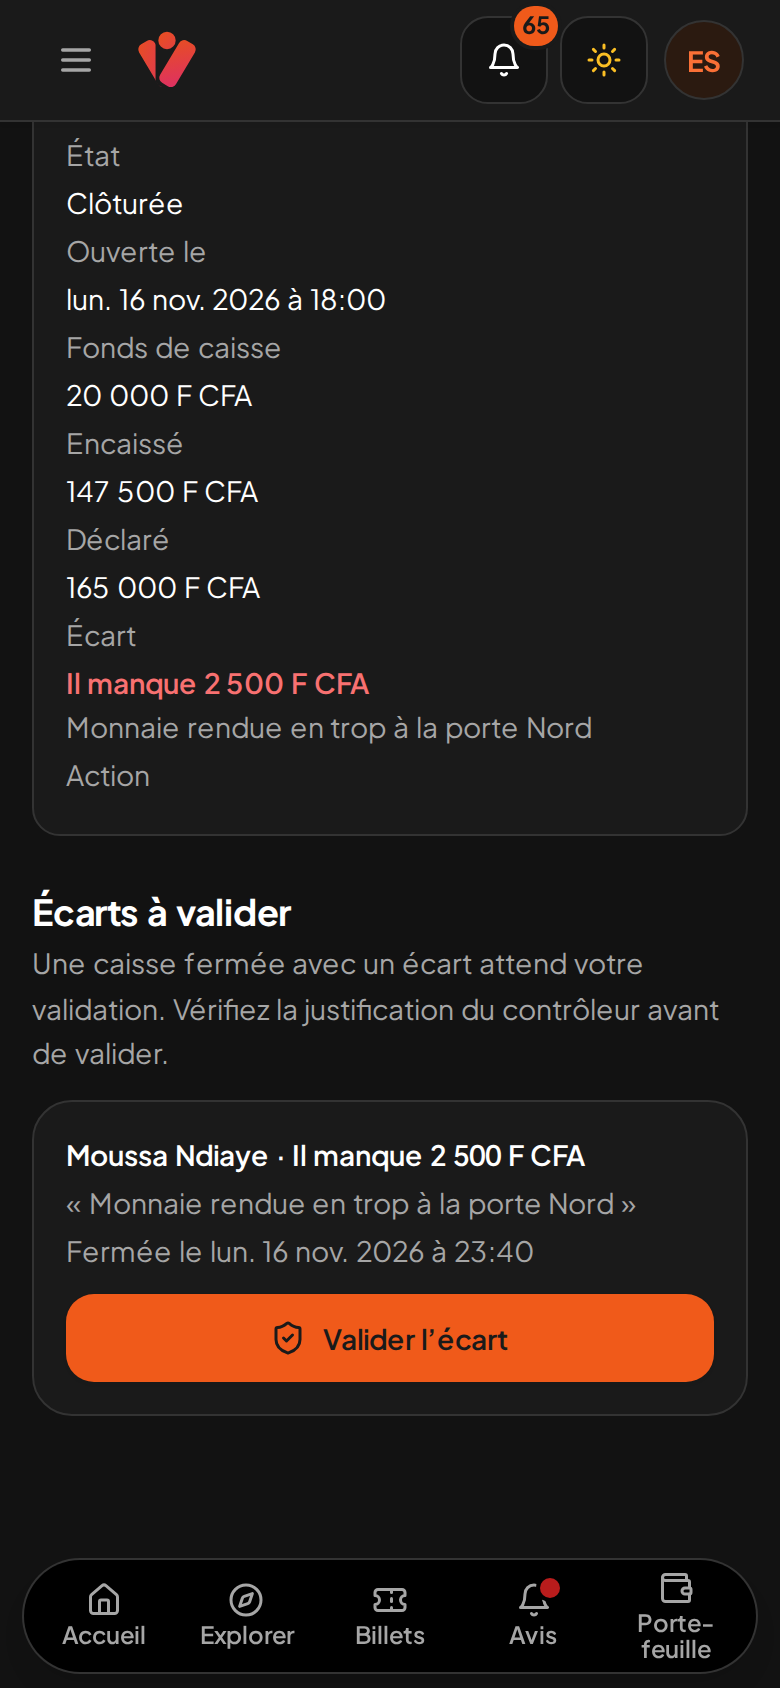 65
ES
État
Clôturée
Ouverte le
lun. 16 nov. 2026 à 18:00
Fonds de caisse
20 000 F CFA
Encaissé
147 500 F CFA
Déclaré
165 000 F CFA
Écart
Il manque 2 500 F CFA
Monnaie rendue en trop à la porte Nord
Action
Écarts à valider
Une caisse fermée avec un écart attend votre
validation. Vérifiez la justification du contrôleur avant
de valider.
Moussa Ndiaye · Il manque 2 500 F CFA
« Monnaie rendue en trop à la porte Nord »
Fermée le lun. 16 nov. 2026 à 23:40
Valider l’écart
Accueil
Explorer
Billets
Avis
Porte-
feuille